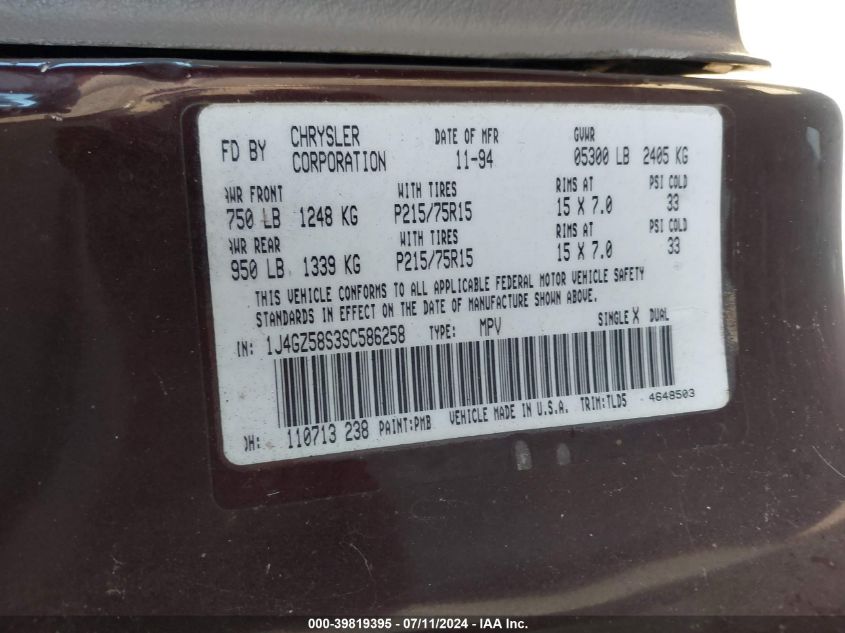 FD BY CHRYSLER CORPORATION DATE OF MFR 11-94 GVWR 05300 LB 2405 KG
WR FRONT WITH TIRES RIMS AT PSI COLD
750 LB 1248 KG P215/75R15 15 X 7.0 33
WR REAR WITH TIRES RIMS AT PSI COLD
950 LB 1339 KG P215/75R15 15 X 7.0 33
THIS VEHICLE CONFORMS TO ALL APPLICABLE FEDERAL MOTOR VEHICLE SAFETY
STANDARDS IN EFFECT ON THE DATE OF MANUFACTURE SHOWN ABOVE.
IN: 1J4GZ58S3SC586258 TYPE: MPV SINGLE X DUAL
DH: 110713 238 PAINT:PMB VEHICLE MADE IN U.S.A. TRIM:TLD5 4648503
000-39819395 - 07/11/2024 - IAA, Inc.